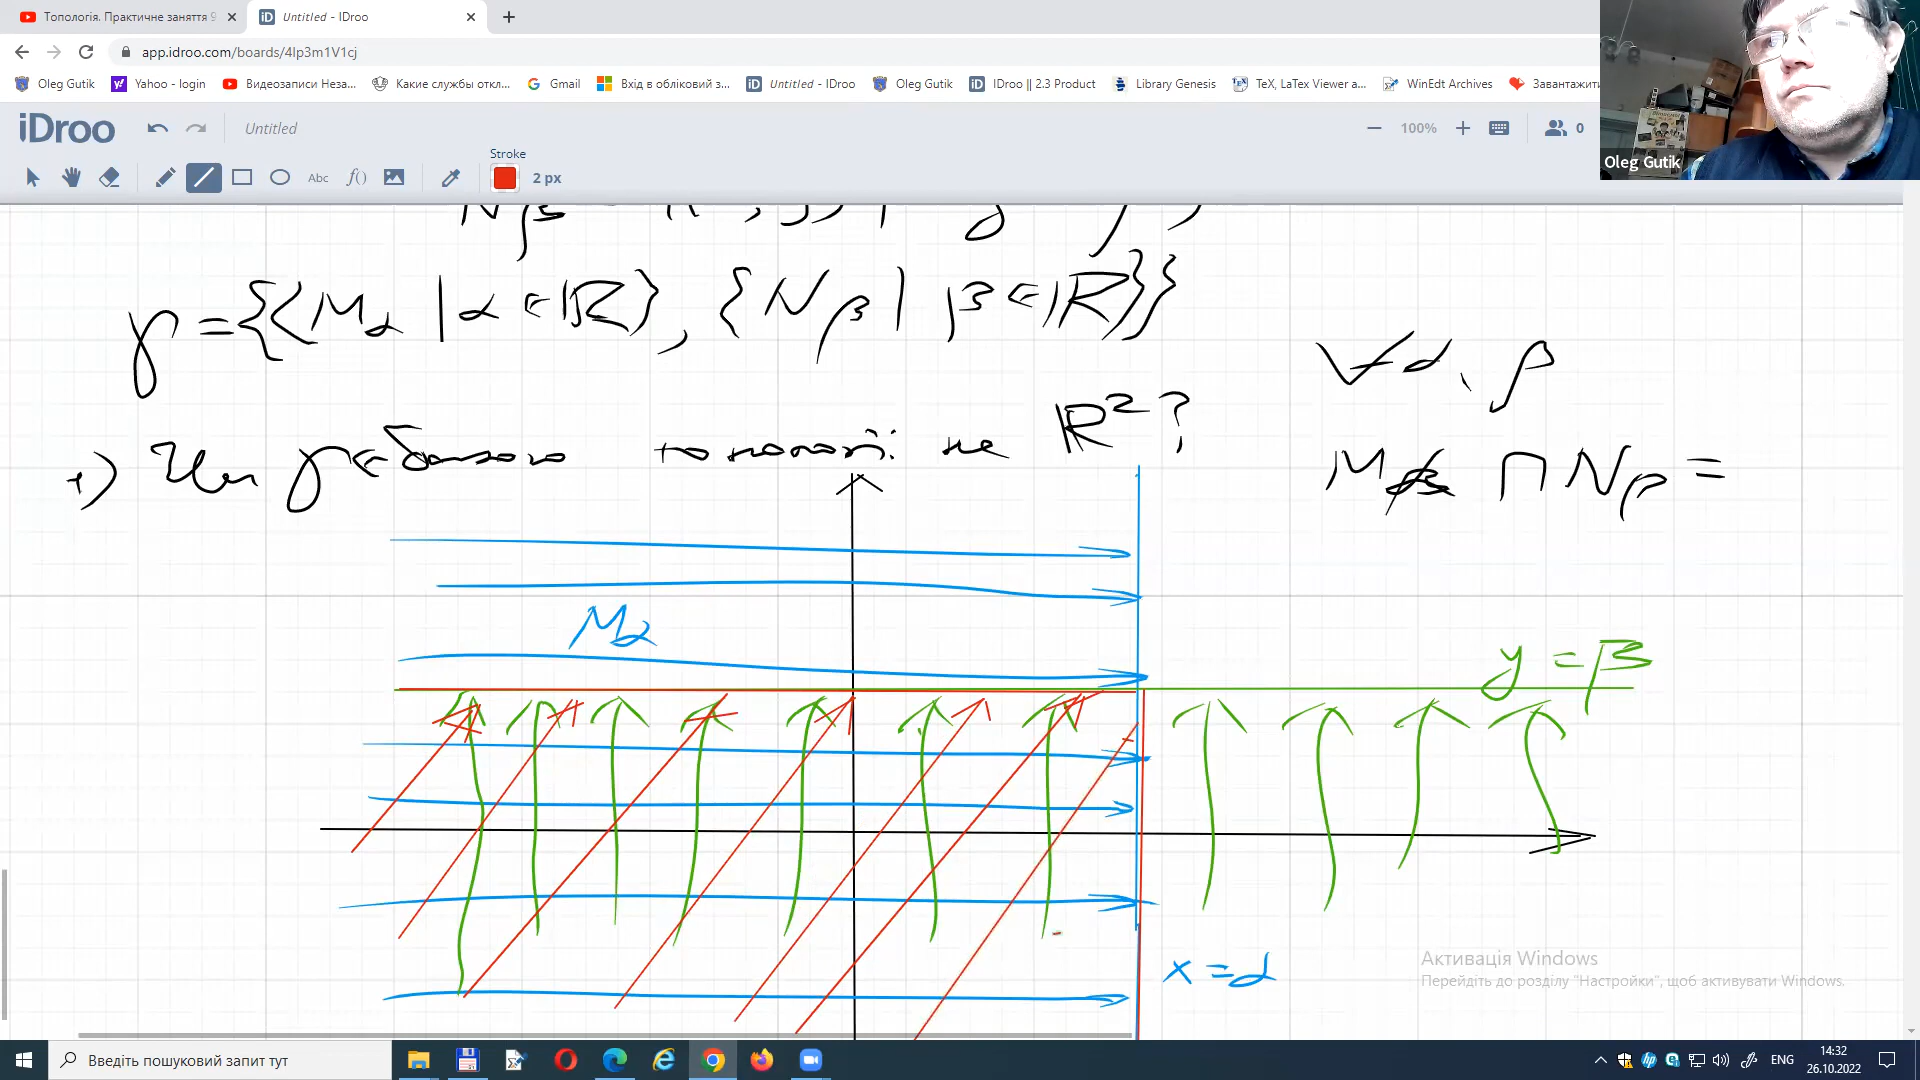 Топологія. Практичне заняття 9
Untitled - IDroo
app.idroo.com/boards/4lp3m1V1cj
Oleg Gutik
Yahoo - login
Видеозаписи Неза...
Какие службы откл...
Gmail
Вхід в обліковий з...
Untitled - IDroo
Oleg Gutik
IDroo || 2.3 Product
Library Genesis
TeX, LaTex Viewer a...
WinEdt Archives
Завантажити
iDroo
Untitled
100%
0
Stroke
Abc
f()
2 px
Oleg Gutik
γ = {{M_α | α ∈ ℝ}, {N_β | β ∈ ℝ}}
∀α, β
1) Чи γ є базою топології на ℝ²?
∩ N_β =
M_α
y = β
x = α
Активація Windows
Перейдіть до розділу "Настройки", щоб активувати Windows.
Введіть пошуковий запит тут
ENG
14:32
26.10.2022